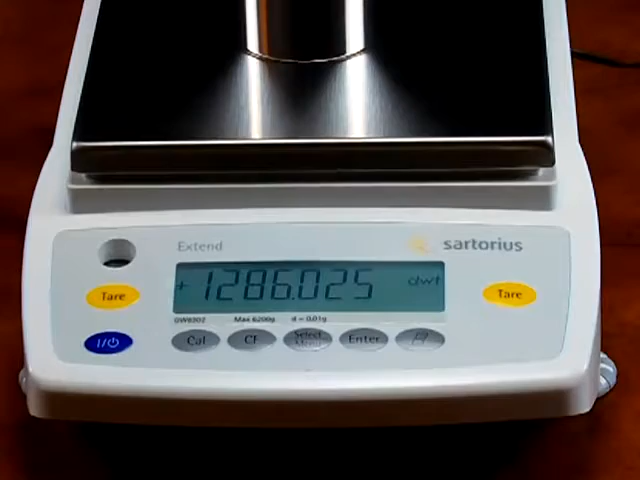 Extend
sartorius
+ 1286.025 dwt
Tare
Tare
Max 6200g d = 0.01g
I/⏻
Cal
CF
Select
Enter